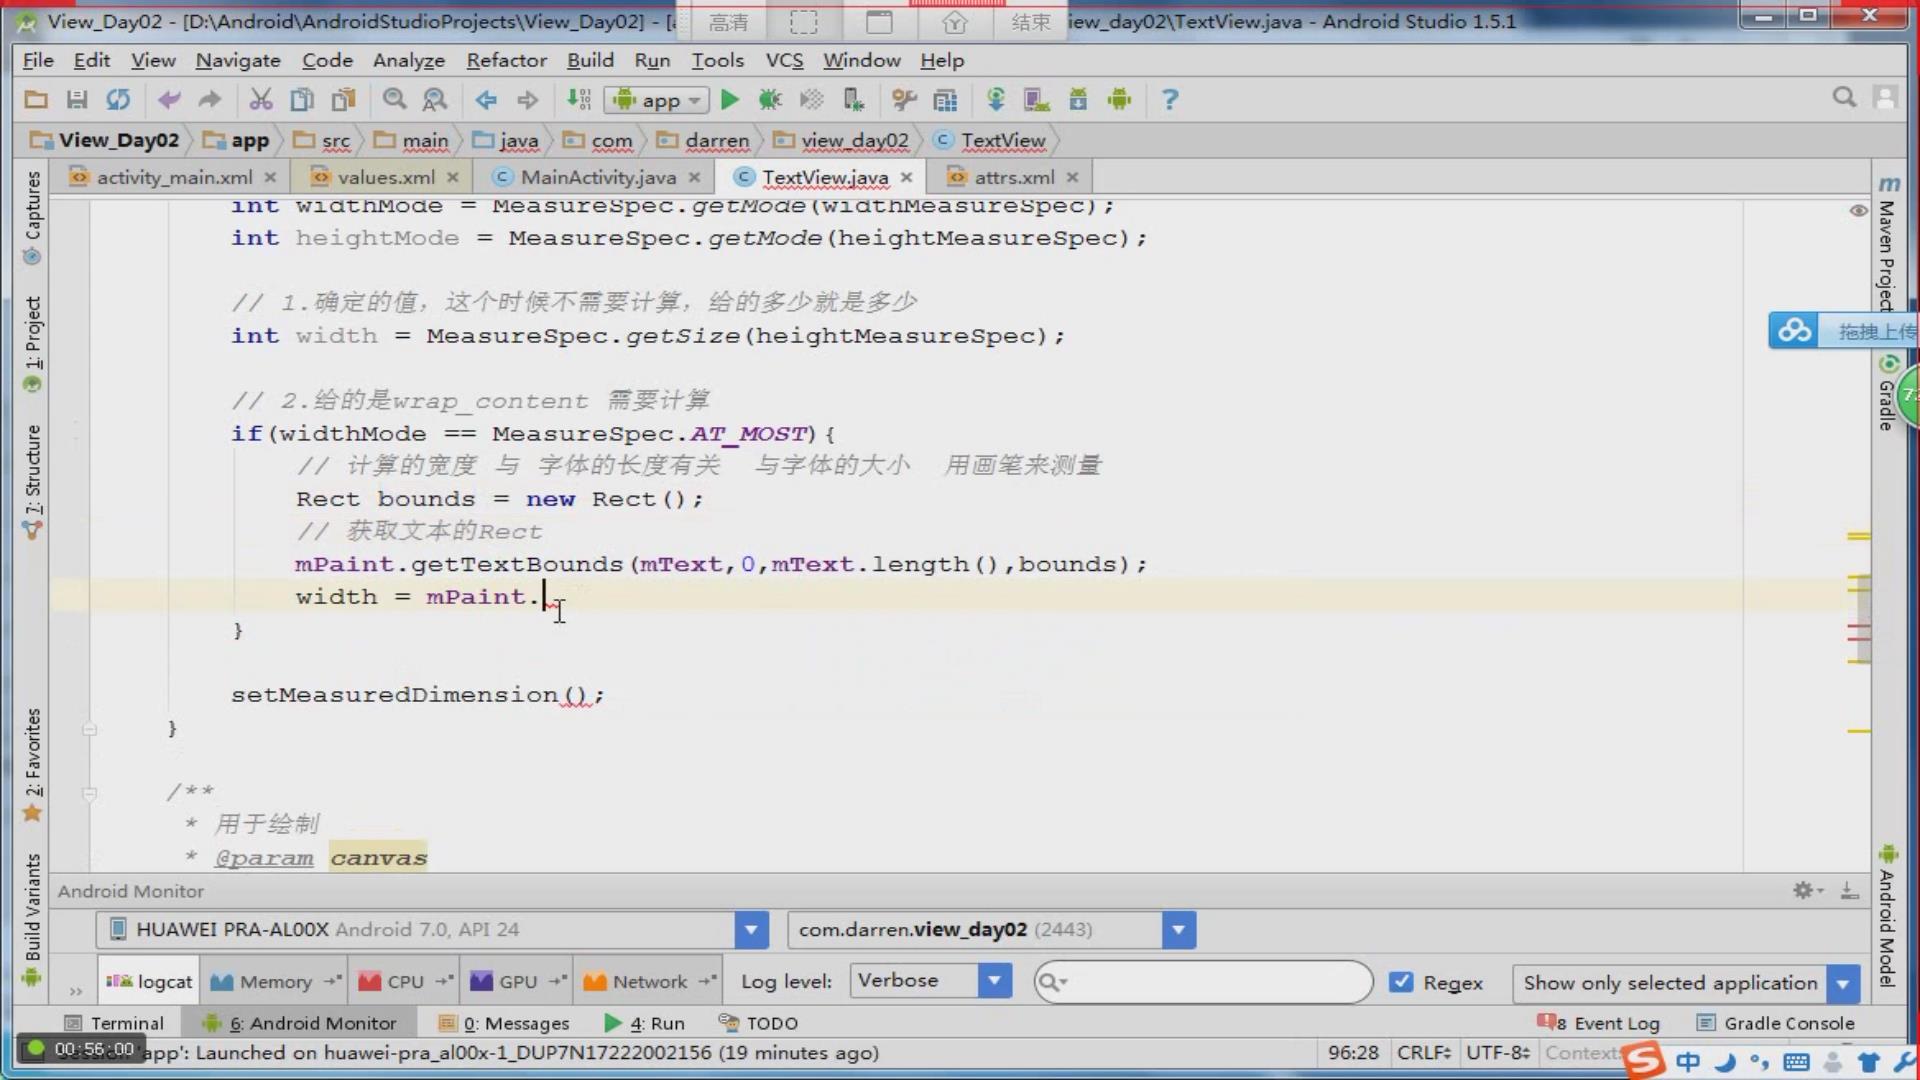 View_Day02 - [D:\Android\AndroidStudioProjects\View_Day02] - [
高清
结束
iew_day02\TextView.java - Android Studio 1.5.1
File Edit View Navigate Code Analyze Refactor Build Run Tools VCS Window Help
app
View_Day02 app src main java com darren view_day02 TextView
activity_main.xml values.xml MainActivity.java TextView.java attrs.xml
int widthMode = MeasureSpec.getMode(widthMeasureSpec);
int heightMode = MeasureSpec.getMode(heightMeasureSpec);
// 1.确定的值，这个时候不需要计算，给的多少就是多少
int width = MeasureSpec.getSize(heightMeasureSpec);
// 2.给的是wrap_content 需要计算
if(widthMode == MeasureSpec.AT_MOST){
// 计算的宽度 与 字体的长度有关 与字体的大小 用画笔来测量
Rect bounds = new Rect();
// 获取文本的Rect
mPaint.getTextBounds(mText,0,mText.length(),bounds);
width = mPaint.
}
setMeasuredDimension();
}
/**
* 用于绘制
* @param canvas
Captures
1: Project
7: Structure
2: Favorites
Build Variants
Maven Project
拖拽上传
Gradle
Android Model
Android Monitor
HUAWEI PRA-AL00X Android 7.0, API 24
com.darren.view_day02 (2443)
logcat Memory CPU GPU Network Log level: Verbose Regex Show only selected application
Terminal 6: Android Monitor 0: Messages 4: Run TODO 8 Event Log Gradle Console
00:56:00
'app': Launched on huawei-pra_al00x-1_DUP7N17222002156 (19 minutes ago)
96:28 CRLF UTF-8 Context:
中